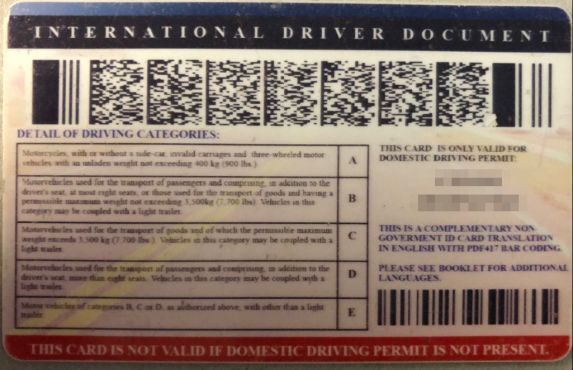 INTERNATIONAL DRIVER DOCUMENT
DETAIL OF DRIVING CATEGORIES:
Motorcycles, with or without a side-car, invalid carriages and three-wheeled motor
vehicles with an unladen weight not exceeding 400 kg (900 lbs.)
A
Motorvehicles used for the transport of passengers and comprising, in addition to the
driver's seat, at most eight seats, or those used for the transport of goods and having a
permissible maximum weight not exceeding 3,500kg (7,700 lbs). Vehicles in this
category may be coupled with a light trailer.
B
Motorvehicles used for the transport of goods and of which the permissible maximum
weight exceeds 3,500 kg (7,700 lbs.). Vehicles in this category may be coupled with a
light trailer.
C
Motorvehicles used for the transport of passengers and comprising, in addition to the
driver's seat, more than eight seats. Vehicles in this category may be coupled with a
light trailer.
D
Motor vehicles of categories B, C or D, as authorized above, with other than a light
trailer.
E
THIS CARD IS ONLY VALID FOR
DOMESTIC DRIVING PERMIT:
THIS IS A COMPLEMENTARY NON-
GOVERMENT ID CARD TRANSLATION
IN ENGLISH WITH PDF417 BAR CODING.
PLEASE SEE BOOKLET FOR ADDITIONAL
LANGUAGES.
THIS CARD IS NOT VALID IF DOMESTIC DRIVING PERMIT IS NOT PRESENT.